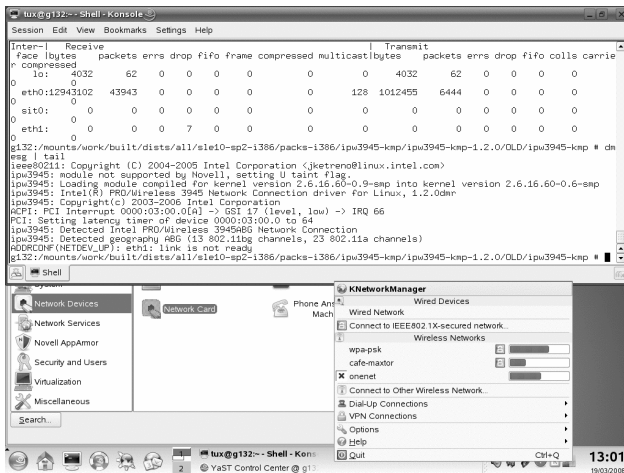 tux@g132:~ - Shell - Konsole
Session Edit View Bookmarks Settings Help
Inter-| Receive | Transmit
face |bytes packets errs drop fifo frame compressed multicast|bytes packets errs drop fifo colls carrie
r compressed
lo: 4032 62 0 0 0 0 0 0 4032 62 0 0 0 0 0
0 0
eth0:12943102 43943 0 0 0 0 0 128 1012455 6444 0 0 0 0 0
0 0
sit0: 0 0 0 0 0 0 0 0 0 0 0 0 0 0 0
0 0
eth1: 0 0 0 7 0 0 0 0 0 0 0 0 0 0 0
0 0
g132:/mounts/work/built/dists/all/sle10-sp2-i386/packs-i386/ipw3945-kmp/ipw3945-kmp-1.2.0/OLD/ipw3945-kmp # dm
esg | tail
ieee80211: Copyright (C) 2004-2005 Intel Corporation <jketreno@linux.intel.com>
ipw3945: module not supported by Novell, setting U taint flag.
ipw3945: Loading module compiled for kernel version 2.6.16.60-0.9-smp into kernel version 2.6.16.60-0.6-smp
ipw3945: Intel(R) PRO/Wireless 3945 Network Connection driver for Linux, 1.2.0dmr
ipw3945: Copyright(c) 2003-2006 Intel Corporation
ACPI: PCI Interrupt 0000:03:00.0[A] -> GSI 17 (level, low) -> IRQ 66
PCI: Setting latency timer of device 0000:03:00.0 to 64
ipw3945: Detected Intel PRO/Wireless 3945ABG Network Connection
ipw3945: Detected geography ABG (13 802.11bg channels, 23 802.11a channels)
ADDRCONF(NETDEV_UP): eth1: link is not ready
g132:/mounts/work/built/dists/all/sle10-sp2-i386/packs-i386/ipw3945-kmp/ipw3945-kmp-1.2.0/OLD/ipw3945-kmp #
Shell
Network Devices
Network Services
Novell AppArmor
Security and Users
Virtualization
Miscellaneous
Search...
Network Card
Phone Ans
Mach
KNetworkManager
Wired Devices
Wired Network
Connect to IEEE802.1X-secured network...
Wireless Networks
wpa-psk
cafe-maxtor
onenet
Connect to Other Wireless Network...
Dial-Up Connections
VPN Connections
Options
Help
Quit Ctrl+Q
1
2
tux@g132:~ - Shell - Kons
YaST Control Center @ g13
13:01
19/03/2008